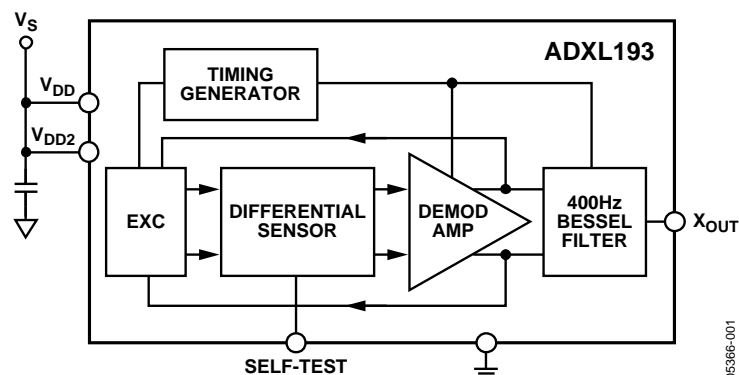 VS
ADXL193
TIMING
GENERATOR
VDD
VDD2
EXC
DIFFERENTIAL
SENSOR
DEMOD
AMP
400Hz
BESSEL
FILTER
XOUT
SELF-TEST
05366-001